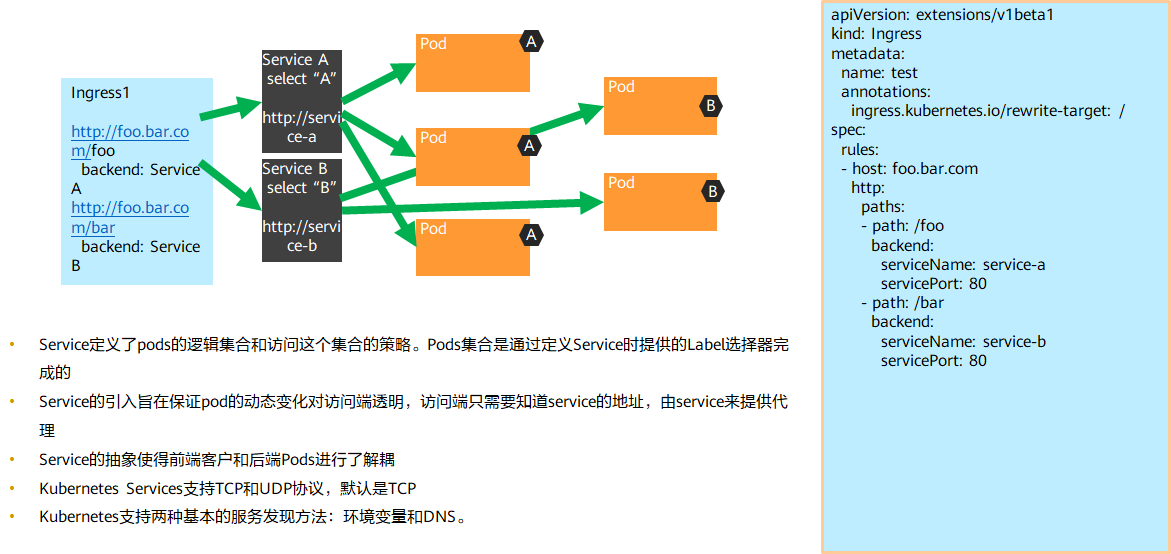 Ingress1
http://foo.bar.co
m/foo
backend: Service
A
http://foo.bar.co
m/bar
backend: Service
B
Service A
select “A”
http://servi
ce-a
Service B
select “B”
http://servi
ce-b
Pod
A
Pod
A
Pod
A
Pod
B
Pod
B
Service定义了pods的逻辑集合和访问这个集合的策略。Pods集合是通过定义Service时提供的Label选择器完
成的
Service的引入旨在保证pod的动态变化对访问端透明，访问端只需要知道service的地址，由service来提供代
理
Service的抽象使得前端客户和后端Pods进行了解耦
Kubernetes Services支持TCP和UDP协议，默认是TCP
Kubernetes支持两种基本的服务发现方法：环境变量和DNS。
apiVersion: extensions/v1beta1
kind: Ingress
metadata:
  name: test
  annotations:
    ingress.kubernetes.io/rewrite-target: /
spec:
  rules:
  - host: foo.bar.com
    http:
      paths:
      - path: /foo
        backend:
          serviceName: service-a
          servicePort: 80
      - path: /bar
        backend:
          serviceName: service-b
          servicePort: 80